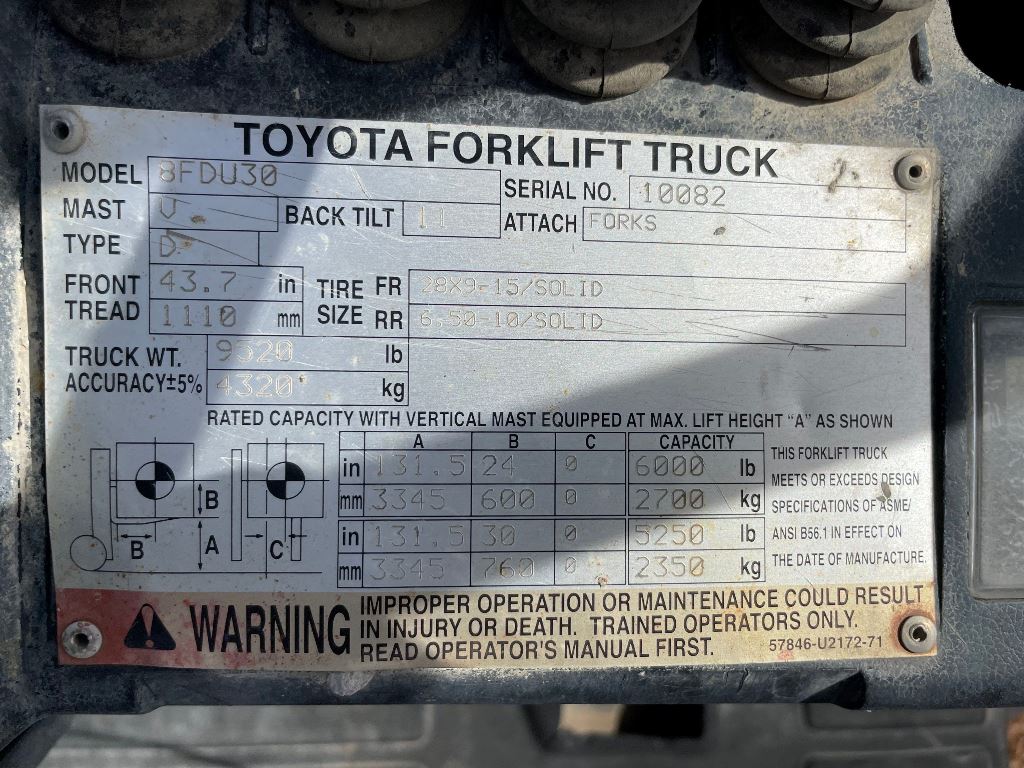 TOYOTA FORKLIFT TRUCK
MODEL 8FDU30 SERIAL NO. 10082
MAST V BACK TILT 11 ATTACH FORKS
TYPE D
FRONT TREAD 43.7 in TIRE SIZE FR 28X9-15/SOLID
1110 mm RR 6.50-10/SOLID
TRUCK WT. 9520 lb
ACCURACY±5% 4320 kg
RATED CAPACITY WITH VERTICAL MAST EQUIPPED AT MAX. LIFT HEIGHT "A" AS SHOWN
A B C CAPACITY
in 131.5 24 0 6000 lb
mm 3345 600 0 2700 kg
in 131.5 30 0 5250 lb
mm 3345 760 0 2350 kg
B B A C
THIS FORKLIFT TRUCK
MEETS OR EXCEEDS DESIGN
SPECIFICATIONS OF ASME/
ANSI B56.1 IN EFFECT ON
THE DATE OF MANUFACTURE.
WARNING
IMPROPER OPERATION OR MAINTENANCE COULD RESULT
IN INJURY OR DEATH. TRAINED OPERATORS ONLY.
READ OPERATOR'S MANUAL FIRST.
57846-U2172-71